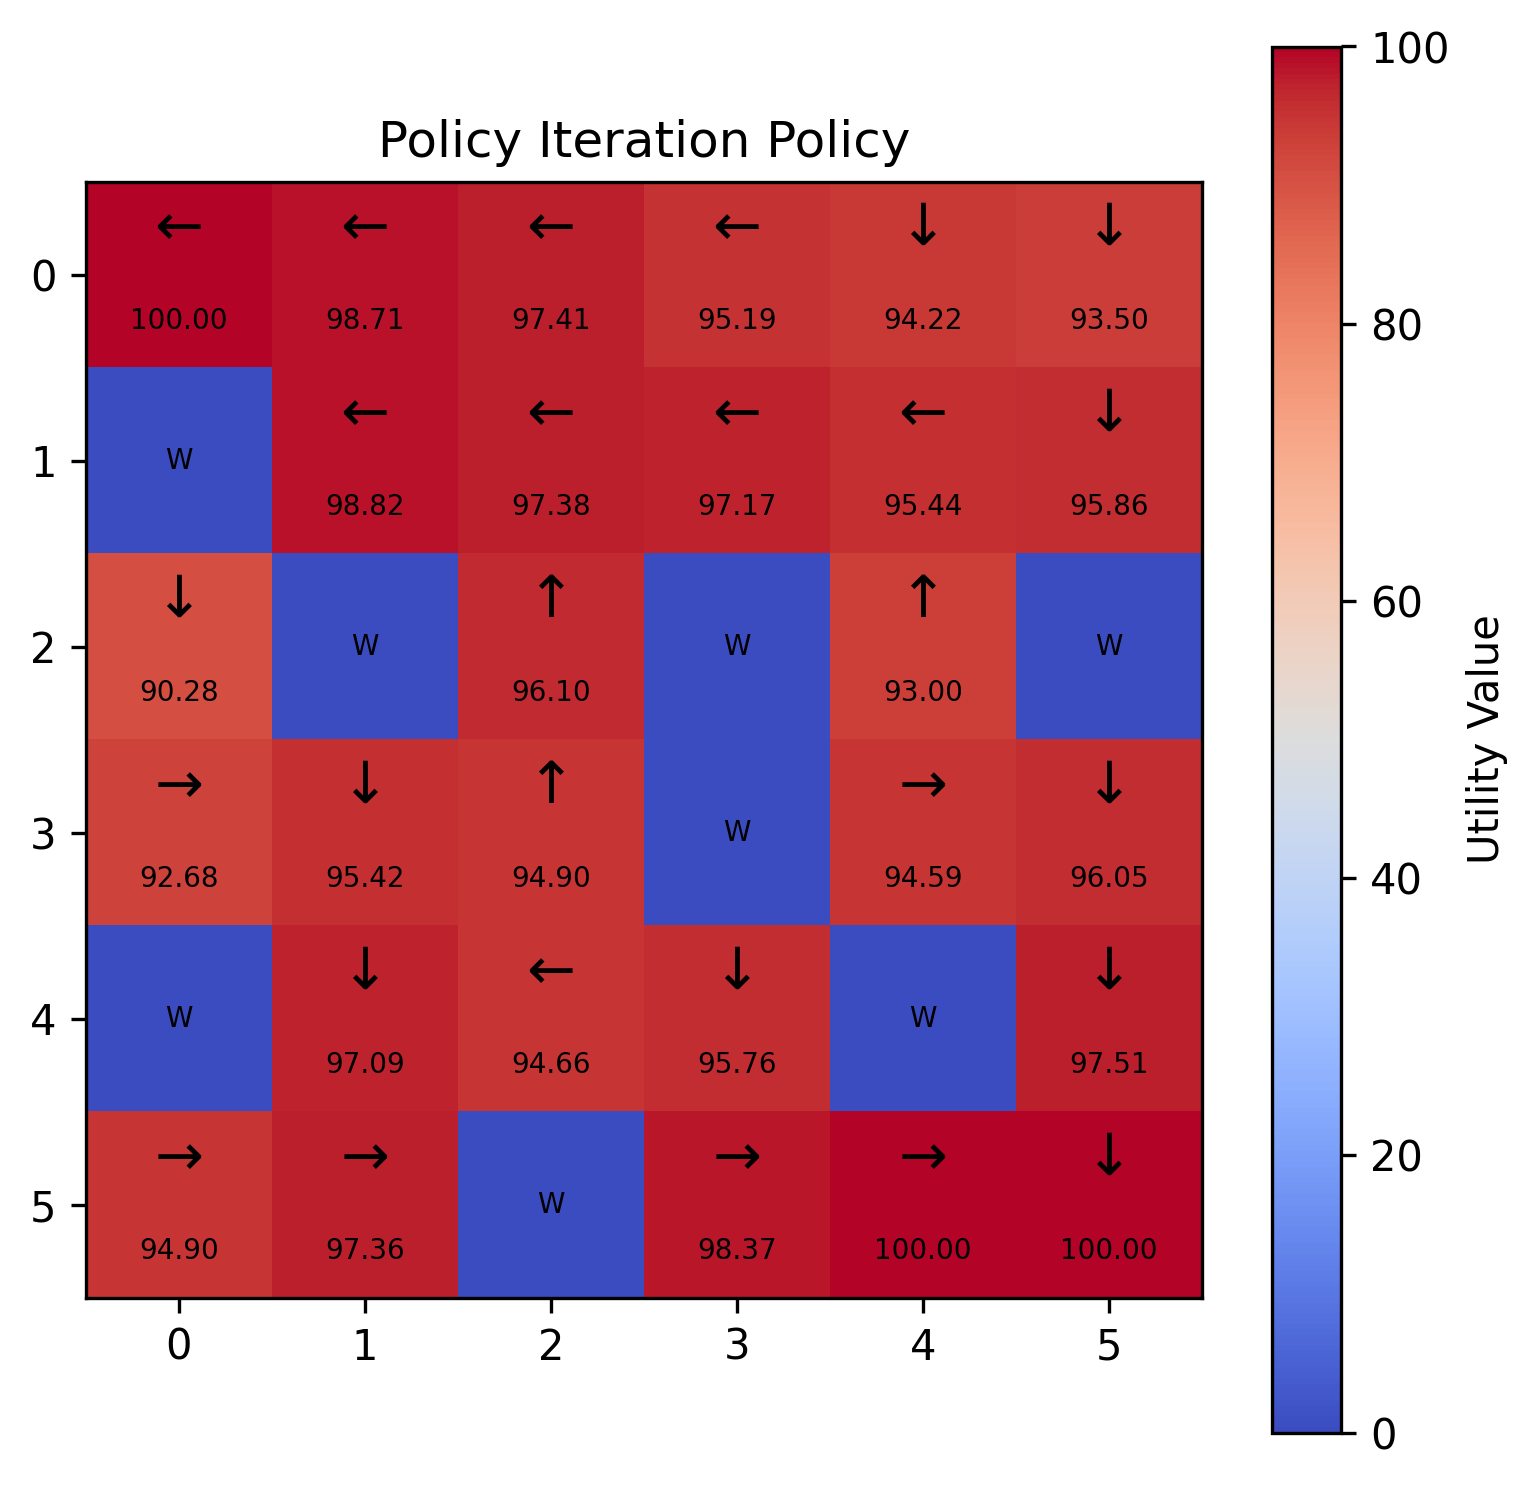 Policy Iteration Policy
← ← ← ← ↓ ↓
0 100.00 98.71 97.41 95.19 94.22 93.50
← ← ← ← ↓
1 W 98.82 97.38 97.17 95.44 95.86
↓ ↑ ↑
2 W W W
90.28 96.10 93.00
→ ↓ ↑ → ↓
3 W
92.68 95.42 94.90 94.59 96.05
↓ ← ↓ ↓
4 W W
97.09 94.66 95.76 97.51
→ → → → ↓
5 W
94.90 97.36 98.37 100.00 100.00
0 1 2 3 4 5
100
80
60
40
20
0
Utility Value